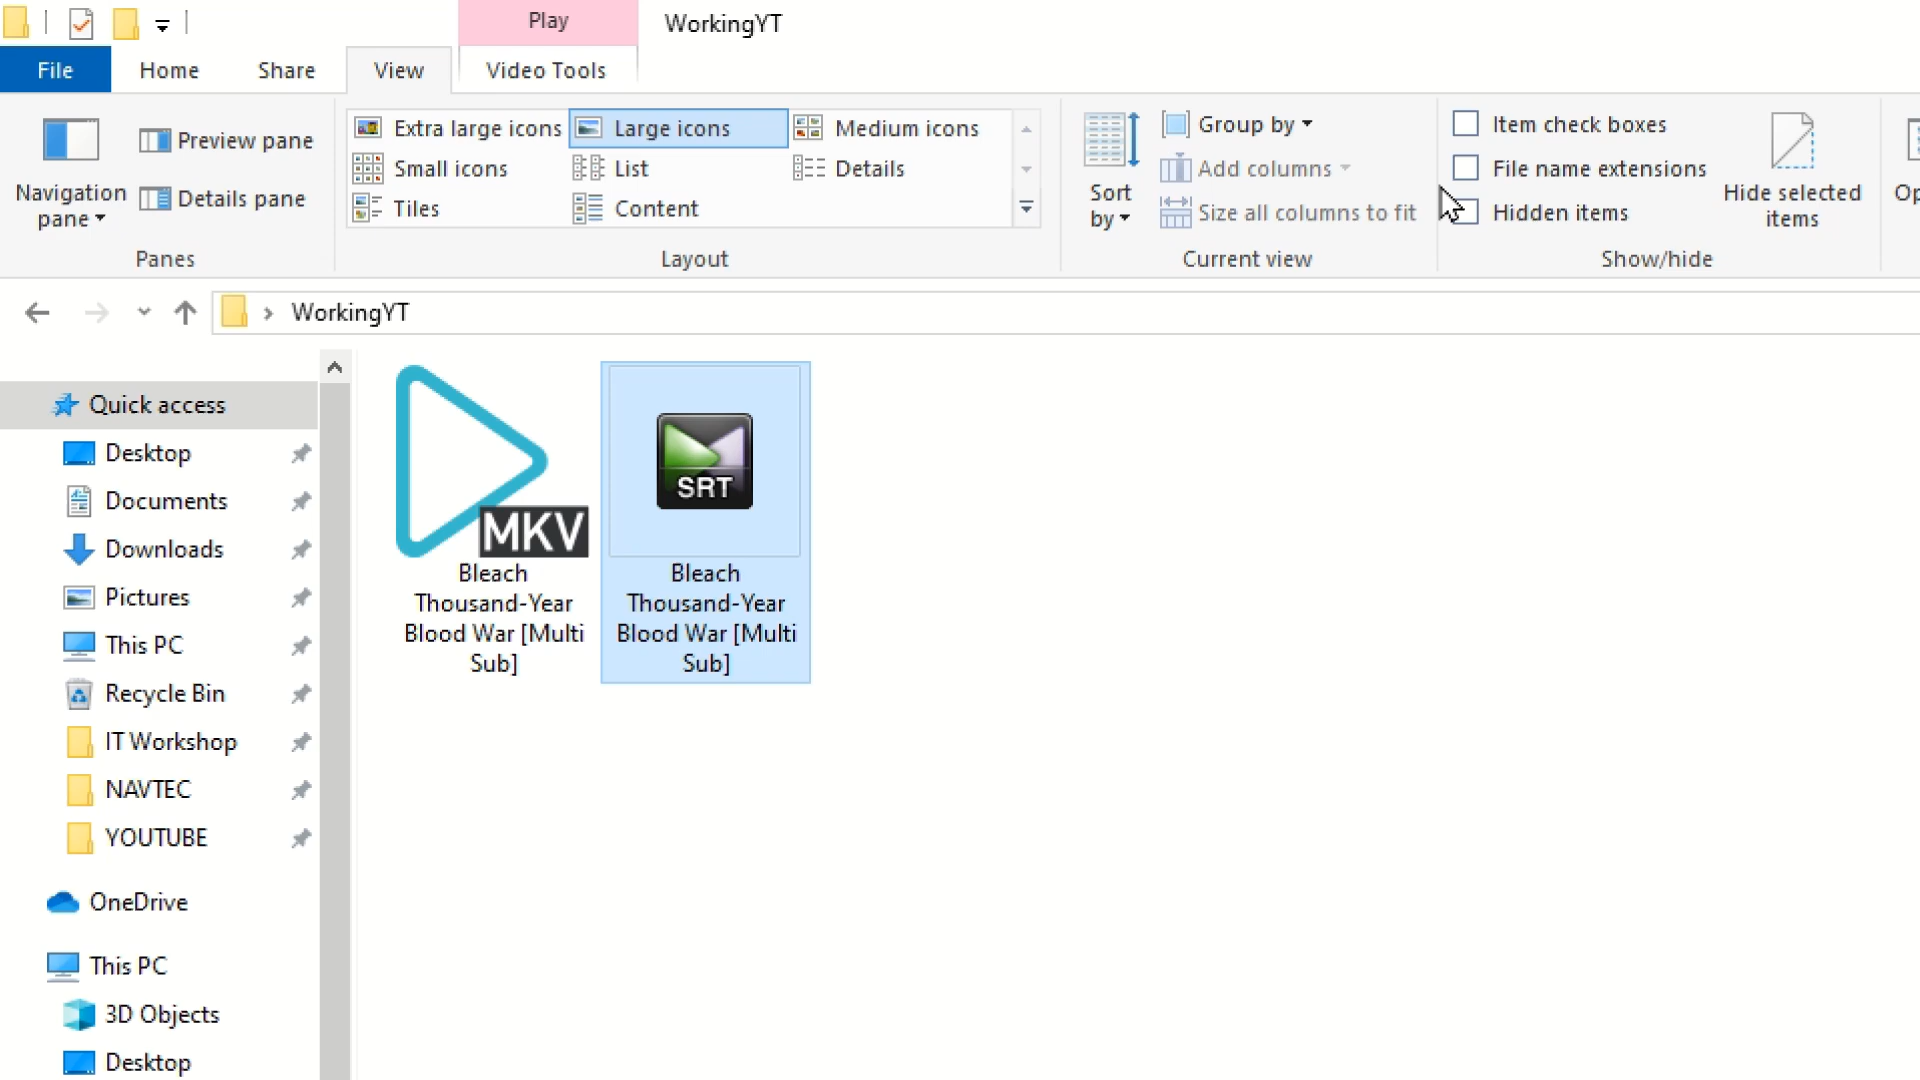 Play
WorkingYT
File
Home
Share
View
Video Tools
Navigation
pane
Preview pane
Details pane
Panes
Extra large icons
Large icons
Medium icons
Small icons
List
Details
Tiles
Content
Layout
Sort
by
Group by
Add columns
Size all columns to fit
Current view
Item check boxes
File name extensions
Hidden items
Hide selected
items
Show/hide
WorkingYT
Quick access
Desktop
Documents
Downloads
Pictures
This PC
Recycle Bin
IT Workshop
NAVTEC
YOUTUBE
OneDrive
This PC
3D Objects
Desktop
MKV
Bleach
Thousand-Year
Blood War [Multi
Sub]
SRT
Bleach
Thousand-Year
Blood War [Multi
Sub]